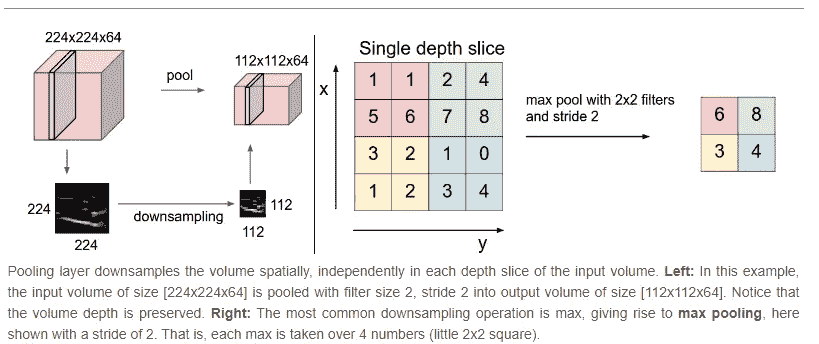 224x224x64
pool
112x112x64
224
224
downsampling
112
112
Single depth slice
x
1 1 2 4
5 6 7 8
3 2 1 0
1 2 3 4
y
max pool with 2x2 filters
and stride 2
6 8
3 4
Pooling layer downsamples the volume spatially, independently in each depth slice of the input volume. Left: In this example,
the input volume of size [224x224x64] is pooled with filter size 2, stride 2 into output volume of size [112x112x64]. Notice that
the volume depth is preserved. Right: The most common downsampling operation is max, giving rise to max pooling, here
shown with a stride of 2. That is, each max is taken over 4 numbers (little 2x2 square).